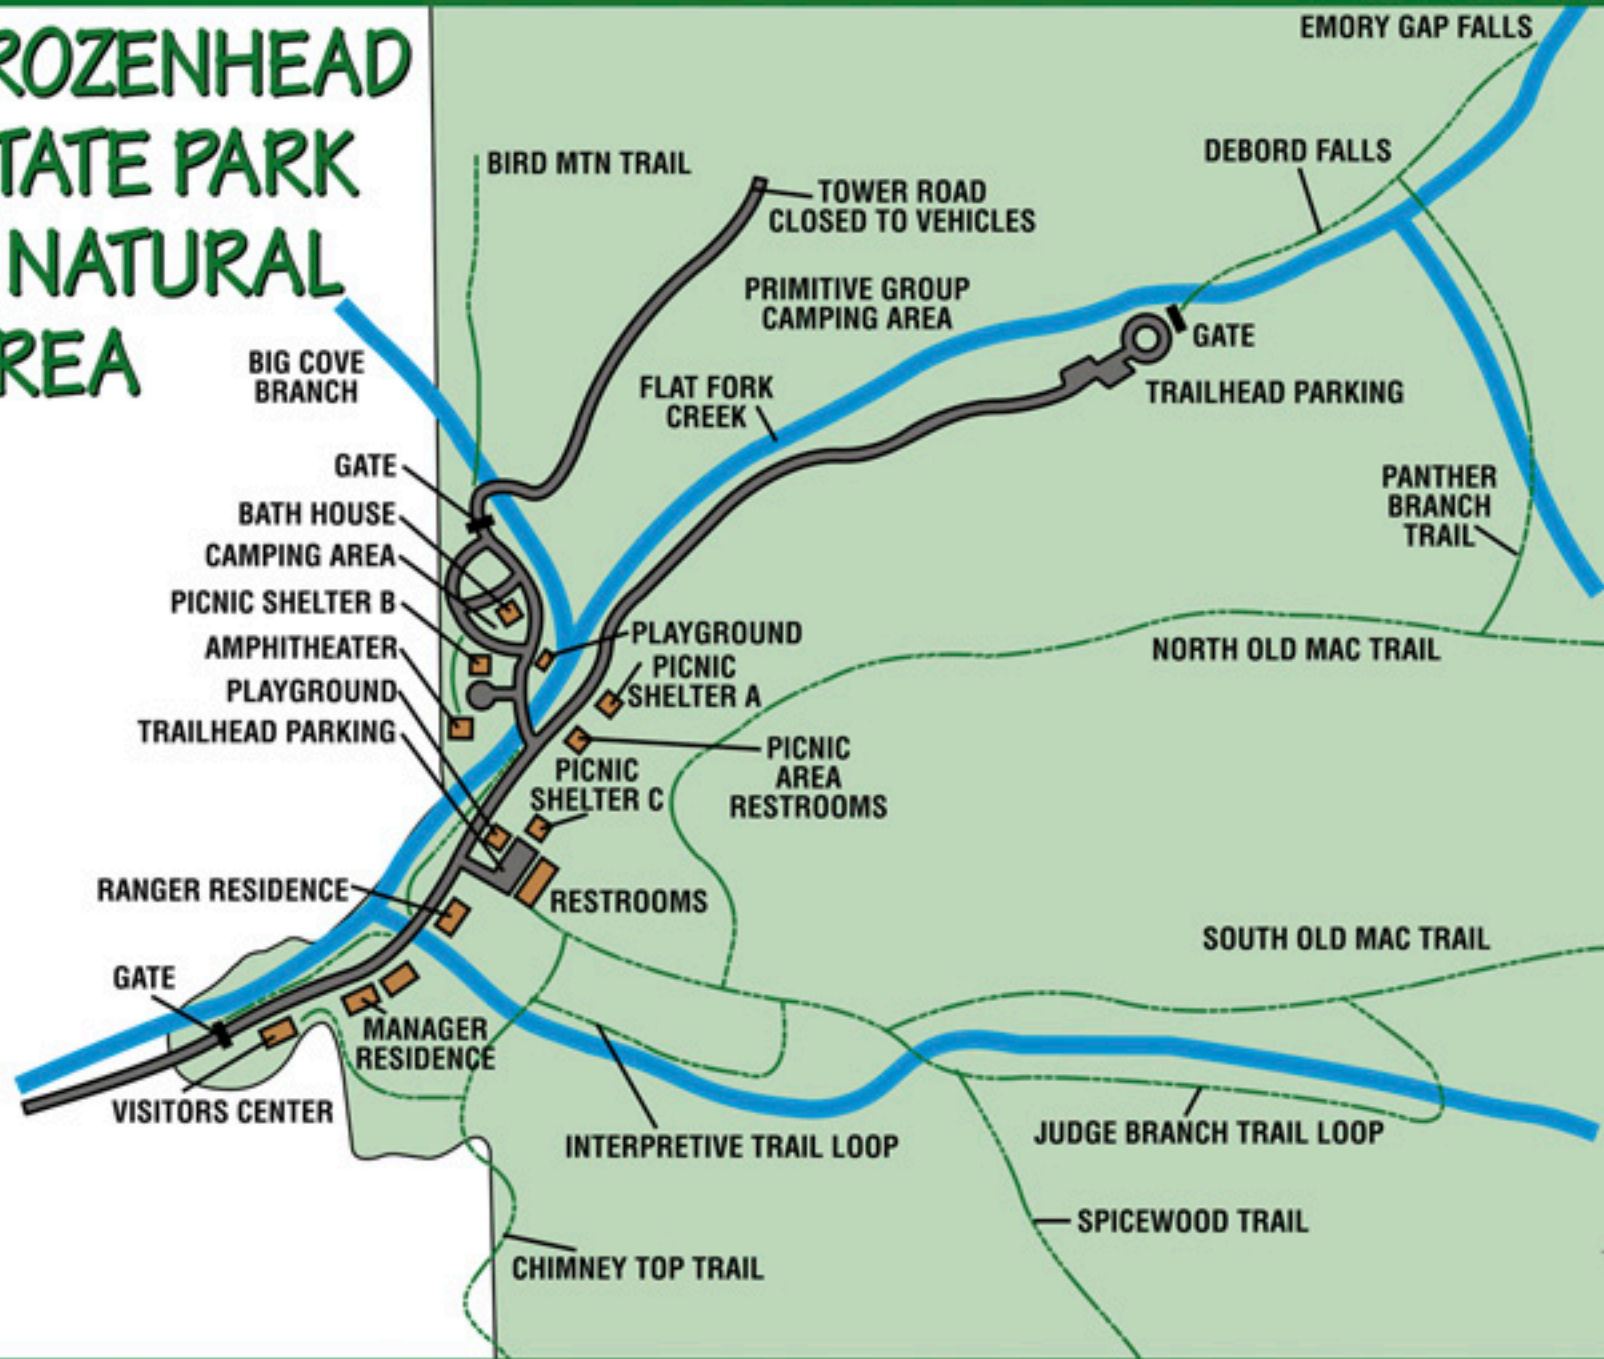 ROZENHEAD
TATE PARK
NATURAL
REA
EMORY GAP FALLS
DEBORD FALLS
BIRD MTN TRAIL
TOWER ROAD
CLOSED TO VEHICLES
PRIMITIVE GROUP
CAMPING AREA
GATE
TRAILHEAD PARKING
BIG COVE
BRANCH
FLAT FORK
CREEK
GATE
BATH HOUSE
CAMPING AREA
PICNIC SHELTER B
AMPHITHEATER
PLAYGROUND
TRAILHEAD PARKING
PANTHER
BRANCH
TRAIL
PLAYGROUND
PICNIC
SHELTER A
NORTH OLD MAC TRAIL
PICNIC
AREA
RESTROOMS
PICNIC
SHELTER C
RANGER RESIDENCE
RESTROOMS
SOUTH OLD MAC TRAIL
GATE
MANAGER
RESIDENCE
VISITORS CENTER
INTERPRETIVE TRAIL LOOP
JUDGE BRANCH TRAIL LOOP
SPICEWOOD TRAIL
CHIMNEY TOP TRAIL